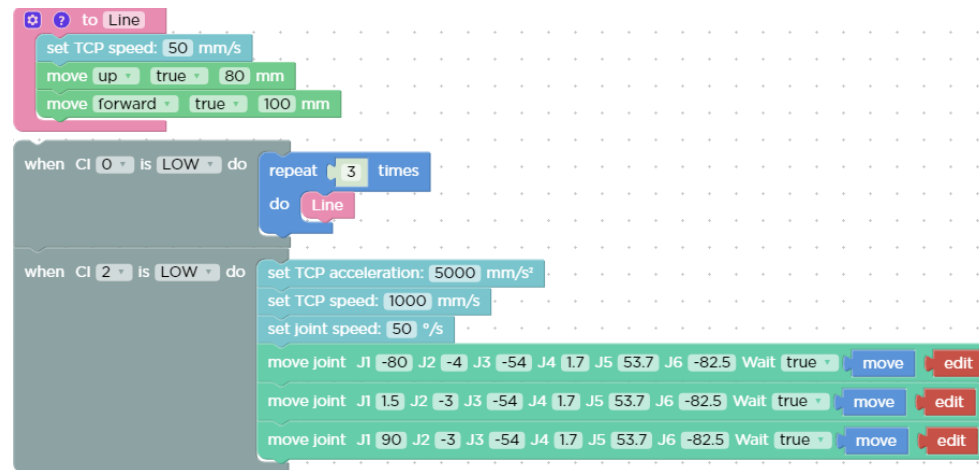 ? to Line
set TCP speed: 50 mm/s
move up true 80 mm
move forward true 100 mm
when CI 0 is LOW do repeat 3 times
do Line
when CI 2 is LOW do set TCP acceleration: 5000 mm/s²
set TCP speed: 1000 mm/s
set joint speed: 50 °/s
move joint J1 -80 J2 -4 J3 -54 J4 1.7 J5 53.7 J6 -82.5 Wait true move edit
move joint J1 1.5 J2 -3 J3 -54 J4 1.7 J5 53.7 J6 -82.5 Wait true move edit
move joint J1 90 J2 -3 J3 -54 J4 1.7 J5 53.7 J6 -82.5 Wait true move edit